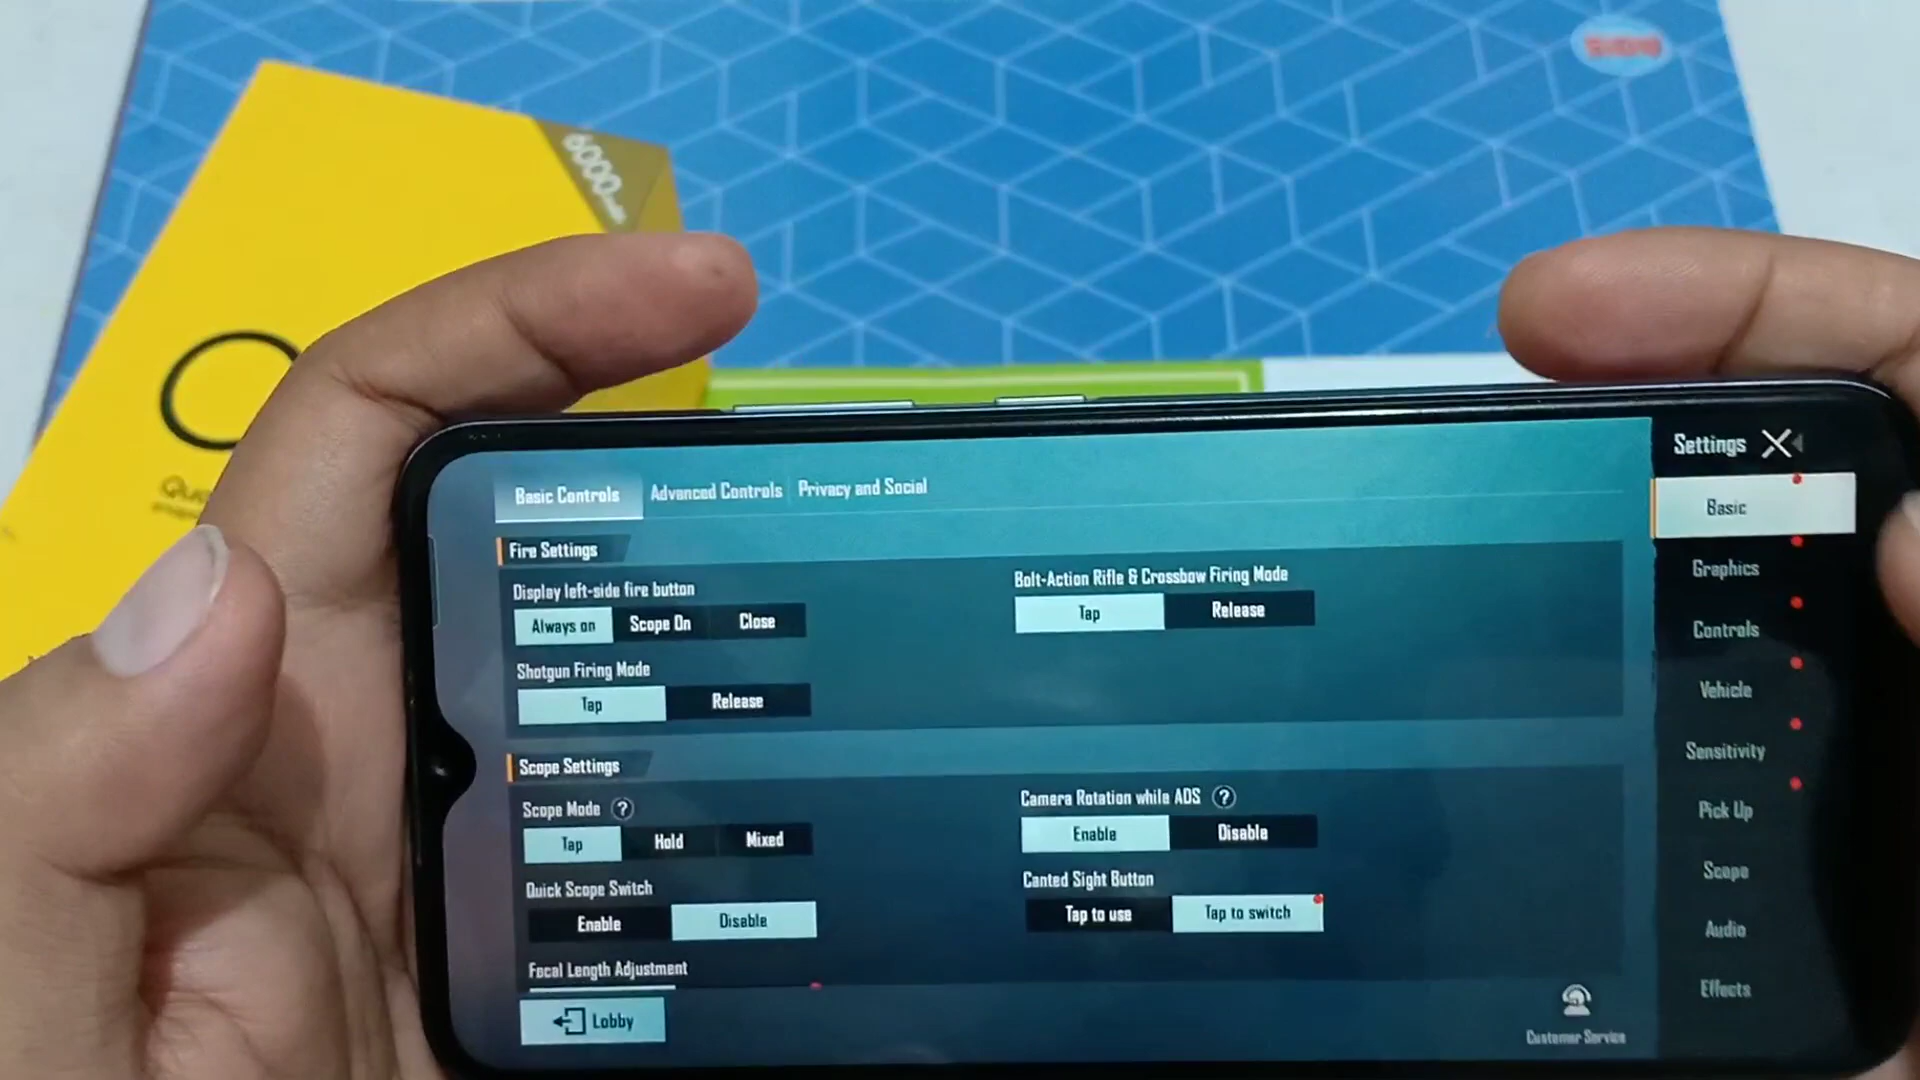 6000
Settings
Basic Controls
Advanced Controls
Privacy and Social
Basic
Fire Settings
Graphics
Display left-side fire button
Bolt-Action Rifle & Crossbow Firing Mode
Always on
Scope On
Close
Tap
Release
Controls
Shotgun Firing Mode
Tap
Release
Vehicle
Scope Settings
Sensitivity
Scope Mode ?
Camera Rotation while ADS ?
Tap
Hold
Mixed
Enable
Disable
Pick Up
Quick Scope Switch
Canted Sight Button
Scope
Enable
Disable
Tap to use
Tap to switch
Audio
Focal Length Adjustment
Effects
Lobby
Customer Service